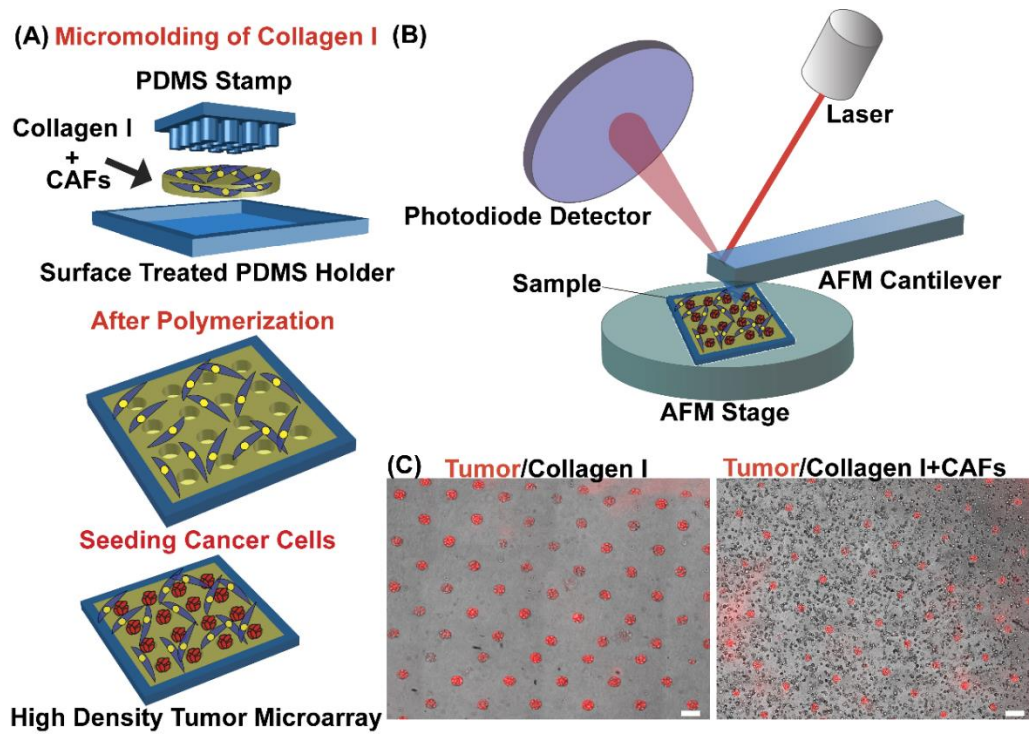 (A) Micromolding of Collagen I
PDMS Stamp
Collagen I
+
CAFs
Surface Treated PDMS Holder
After Polymerization
Seeding Cancer Cells
High Density Tumor Microarray
(B)
Laser
Photodiode Detector
AFM Cantilever
Sample
AFM Stage
(C)
Tumor/Collagen I
Tumor/Collagen I+CAFs